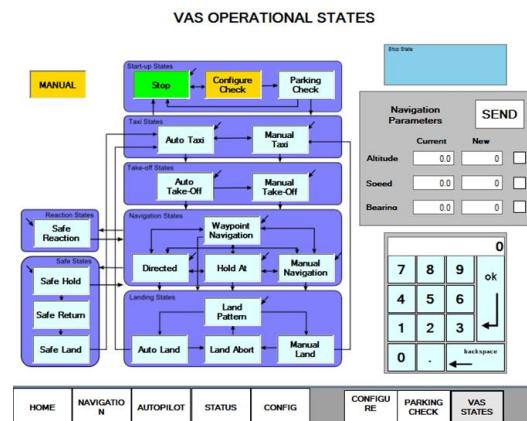 VAS OPERATIONAL STATES
MANUAL
Start-up States
Stop
Configure
Check
Parking
Check
Taxi States
Auto Taxi
Manual
Taxi
Take-off States
Auto
Take-Off
Manual
Take-Off
Reaction States
Safe
Reaction
Navigation States
Waypoint
Navigation
Directed
Hold At
Manual
Navigation
Safe States
Safe Hold
Safe Return
Safe Land
Landing States
Land
Pattern
Auto Land
Land Abort
Manual
Land
Stop State
Navigation
Parameters
SEND
Current New
Altitude 0.0 0.0
Speed 0.0 0.0
Bearing 0.0 0.0
0
7 8 9 ok
4 5 6
1 2 3
0 . backspace
HOME
NAVIGATIO
N
AUTOPILOT
STATUS
CONFIG
CONFIGU
RE
PARKING
CHECK
VAS
STATES